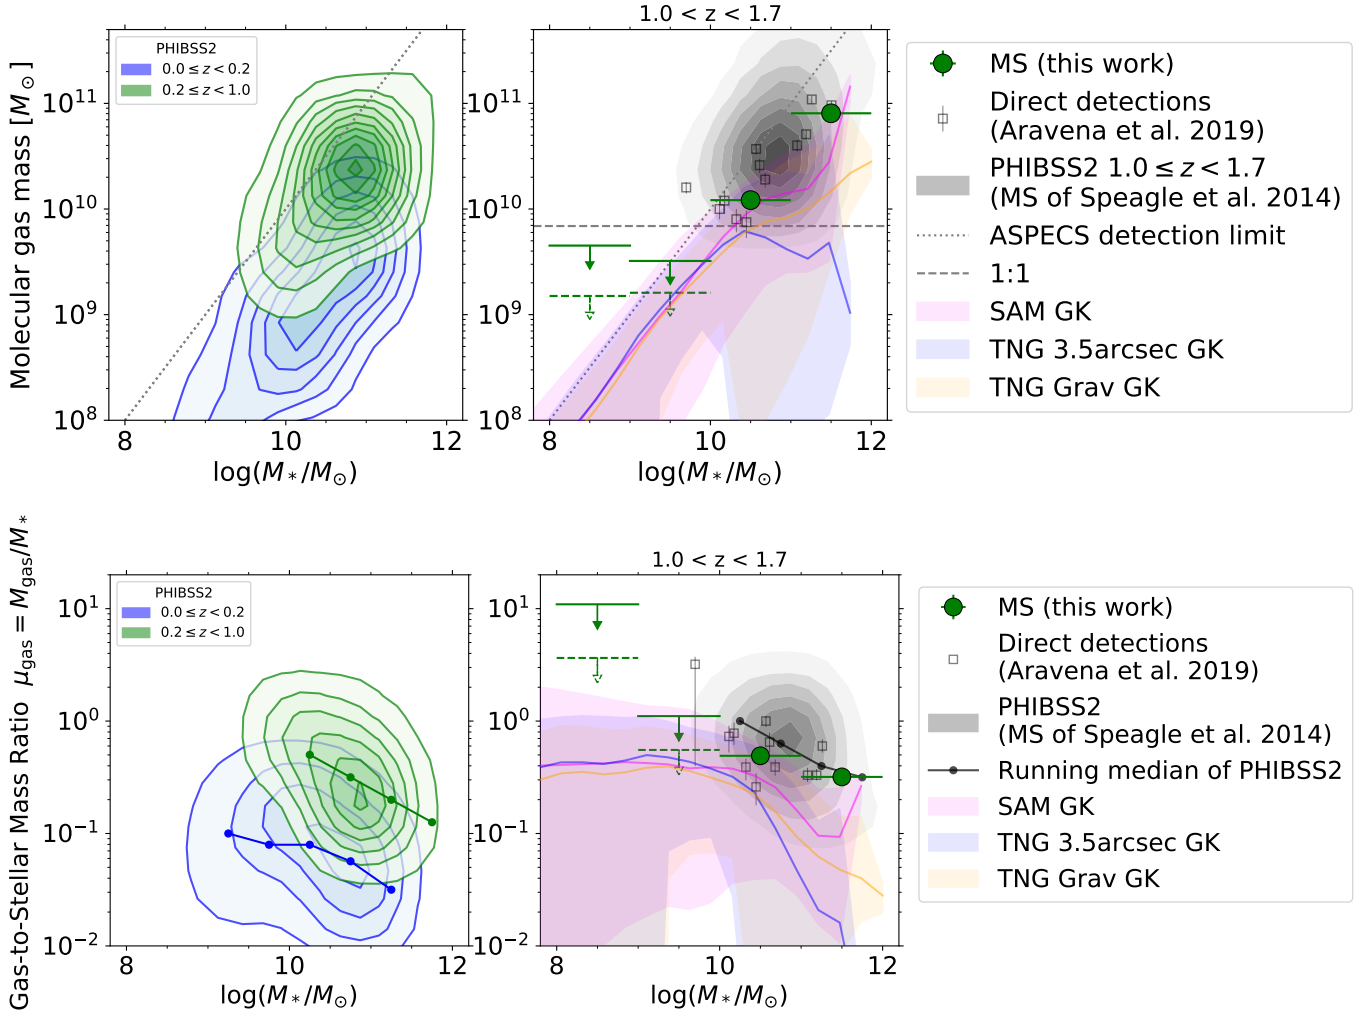 1.0 < z < 1.7
PHIBSS2
0.0 ≤ z < 0.2
0.2 ≤ z < 1.0
Molecular gas mass [M⊙]
10¹¹
10¹⁰
10⁹
10⁸
8
10
12
log(M*/M⊙)
10¹¹
10¹⁰
10⁹
10⁸
8
10
12
log(M*/M⊙)
MS (this work)
Direct detections
(Aravena et al. 2019)
PHIBSS2 1.0 ≤ z < 1.7
(MS of Speagle et al. 2014)
ASPECS detection limit
1:1
SAM GK
TNG 3.5arcsec GK
TNG Grav GK
1.0 < z < 1.7
PHIBSS2
0.0 ≤ z < 0.2
0.2 ≤ z < 1.0
Gas-to-Stellar Mass Ratio μgas = Mgas/M*
10¹
10⁰
10⁻¹
10⁻²
8
10
12
log(M*/M⊙)
10¹
10⁰
10⁻¹
10⁻²
8
10
12
log(M*/M⊙)
MS (this work)
Direct detections
(Aravena et al. 2019)
PHIBSS2
(MS of Speagle et al. 2014)
Running median of PHIBSS2
SAM GK
TNG 3.5arcsec GK
TNG Grav GK